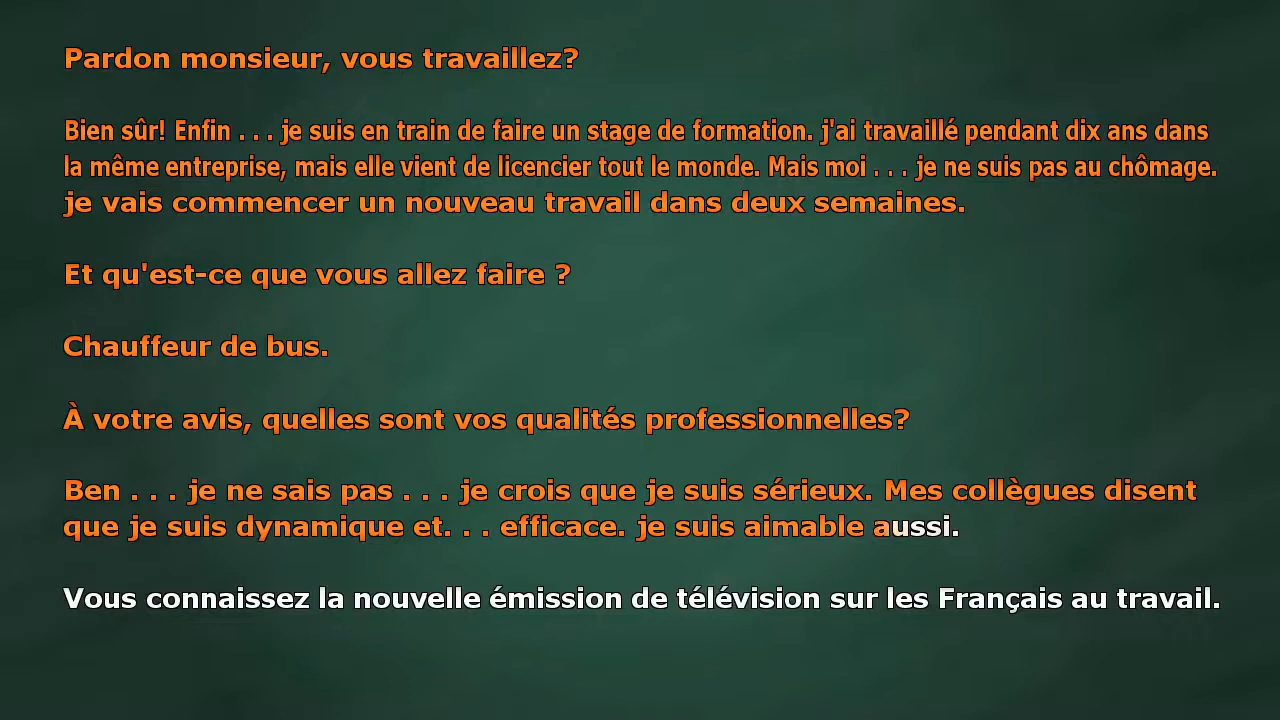 Pardon monsieur, vous travaillez?
Bien sûr! Enfin . . . je suis en train de faire un stage de formation. j'ai travaillé pendant dix ans dans
la même entreprise, mais elle vient de licencier tout le monde. Mais moi . . . je ne suis pas au chômage.
je vais commencer un nouveau travail dans deux semaines.
Et qu'est-ce que vous allez faire ?
Chauffeur de bus.
À votre avis, quelles sont vos qualités professionnelles?
Ben . . . je ne sais pas . . . je crois que je suis sérieux. Mes collègues disent
que je suis dynamique et. . . efficace. je suis aimable aussi.
Vous connaissez la nouvelle émission de télévision sur les Français au travail.